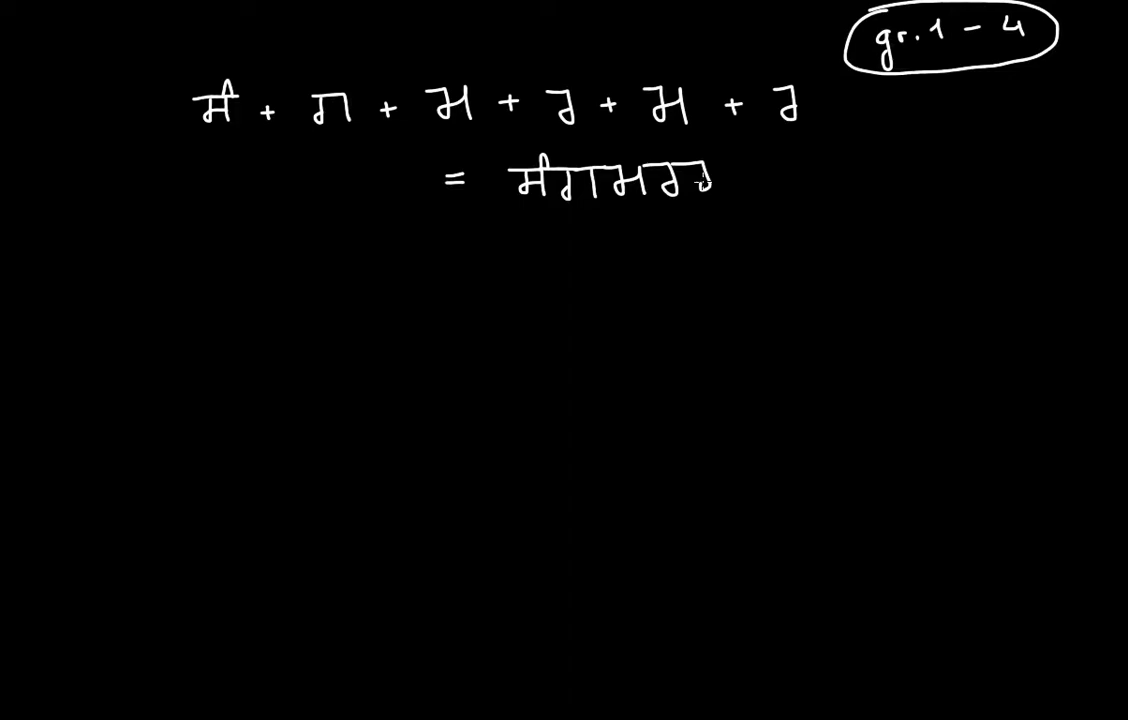 gr. 1 - 4
ਸੰ + ਗ + ਮ + ਰ + ਮ + ਰ
= ਸੰਗਮਰ